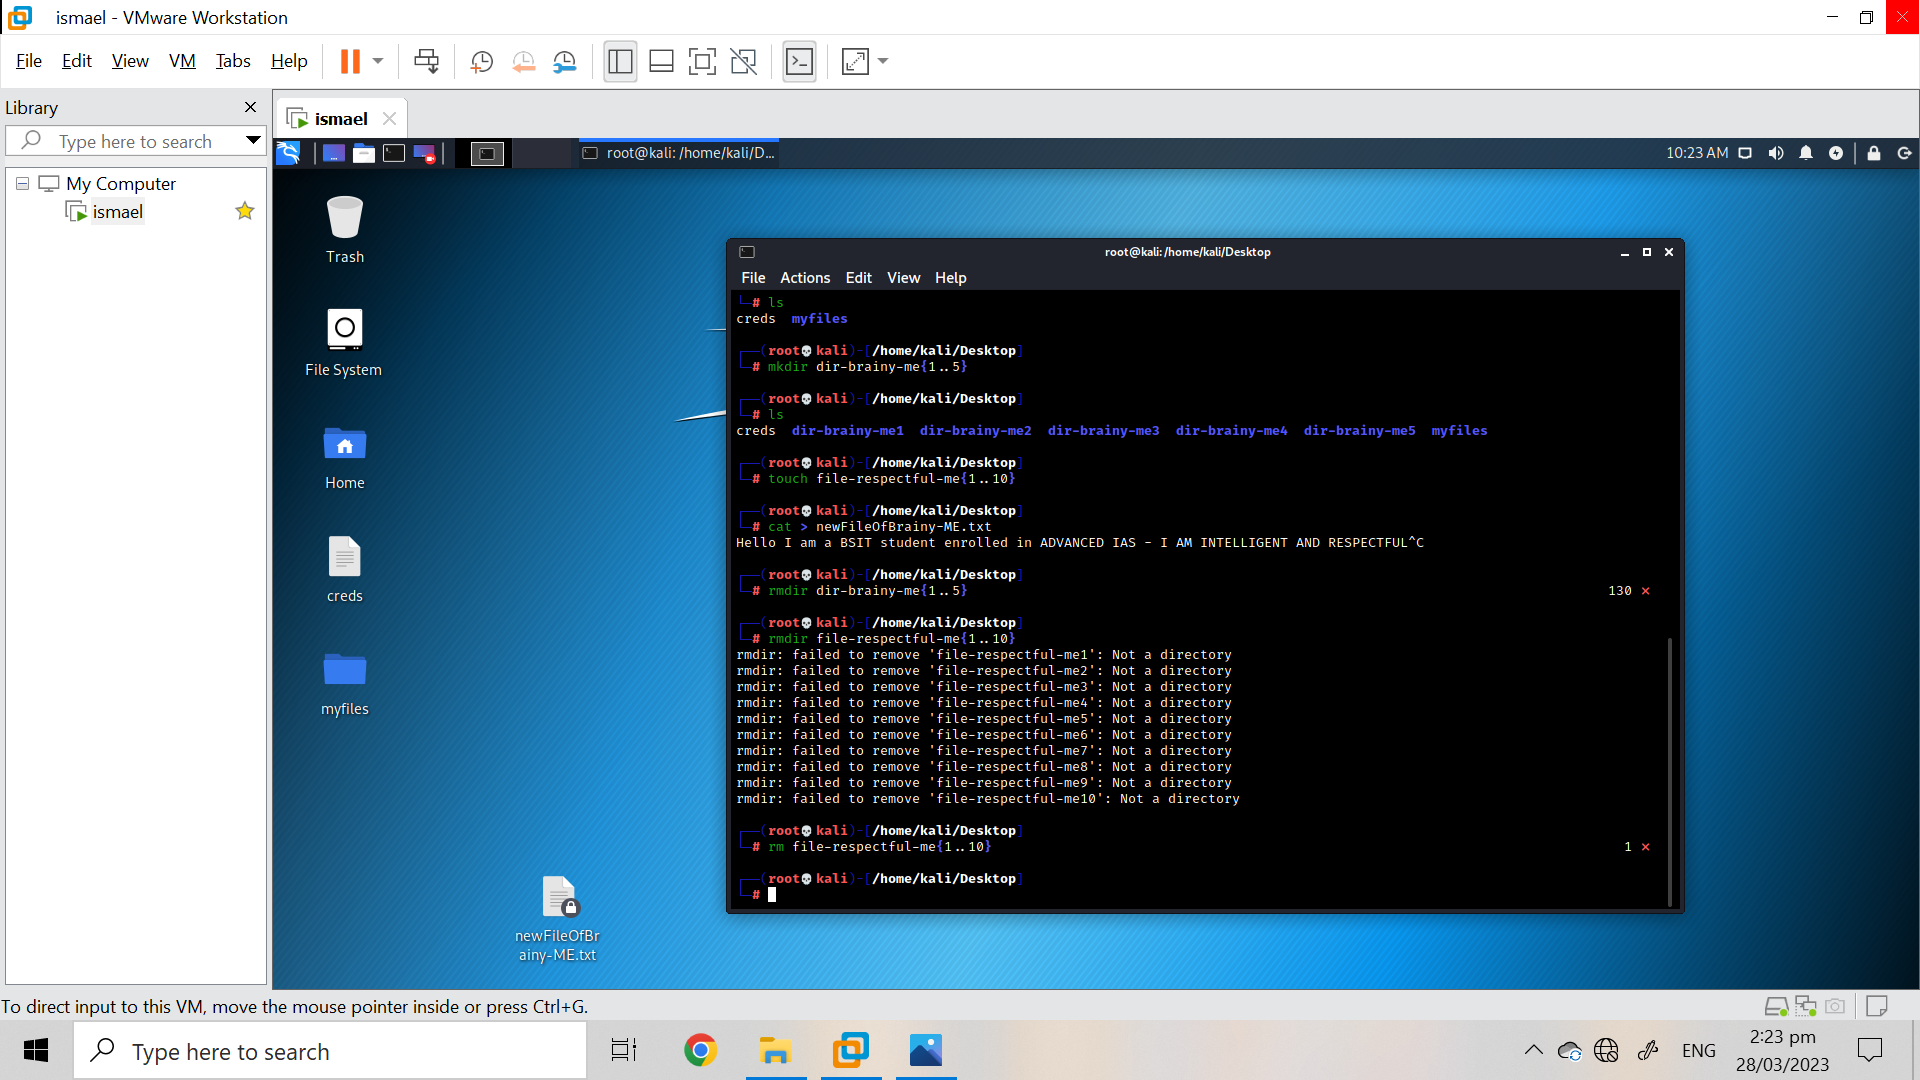 ismael - VMware Workstation
File Edit View VM Tabs Help
Library
Type here to search
My Computer
ismael
ismael
root@kali: /home/kali/D...
10:23 AM
Trash
File System
Home
creds
myfiles
newFileOfBr
ainy-ME.txt
root@kali: /home/kali/Desktop
File Actions Edit View Help
# ls
creds myfiles
(root💀kali)-[/home/kali/Desktop]
# mkdir dir-brainy-me{1..5}
(root💀kali)-[/home/kali/Desktop]
# ls
creds dir-brainy-me1 dir-brainy-me2 dir-brainy-me3 dir-brainy-me4 dir-brainy-me5 myfiles
(root💀kali)-[/home/kali/Desktop]
# touch file-respectful-me{1..10}
(root💀kali)-[/home/kali/Desktop]
# cat > newFileOfBrainy-ME.txt
Hello I am a BSIT student enrolled in ADVANCED IAS - I AM INTELLIGENT AND RESPECTFUL^C
(root💀kali)-[/home/kali/Desktop]
# rmdir dir-brainy-me{1..5} 130 ⨯
(root💀kali)-[/home/kali/Desktop]
# rmdir file-respectful-me{1..10}
rmdir: failed to remove 'file-respectful-me1': Not a directory
rmdir: failed to remove 'file-respectful-me2': Not a directory
rmdir: failed to remove 'file-respectful-me3': Not a directory
rmdir: failed to remove 'file-respectful-me4': Not a directory
rmdir: failed to remove 'file-respectful-me5': Not a directory
rmdir: failed to remove 'file-respectful-me6': Not a directory
rmdir: failed to remove 'file-respectful-me7': Not a directory
rmdir: failed to remove 'file-respectful-me8': Not a directory
rmdir: failed to remove 'file-respectful-me9': Not a directory
rmdir: failed to remove 'file-respectful-me10': Not a directory
(root💀kali)-[/home/kali/Desktop]
# rm file-respectful-me{1..10} 1 ⨯
(root💀kali)-[/home/kali/Desktop]
#
To direct input to this VM, move the mouse pointer inside or press Ctrl+G.
Type here to search
ENG
2:23 pm
28/03/2023